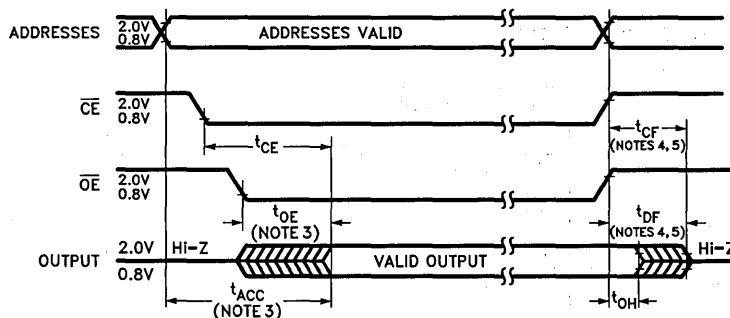 ADDRESSES 2.0V 0.8V ADDRESSES VALID
CE 2.0V 0.8V
tCE
tCF
(NOTES 4, 5)
OE 2.0V 0.8V
tOE
(NOTE 3)
tDF
(NOTES 4, 5)
OUTPUT 2.0V 0.8V Hi-Z VALID OUTPUT Hi-Z
tACC
(NOTE 3)
tOH